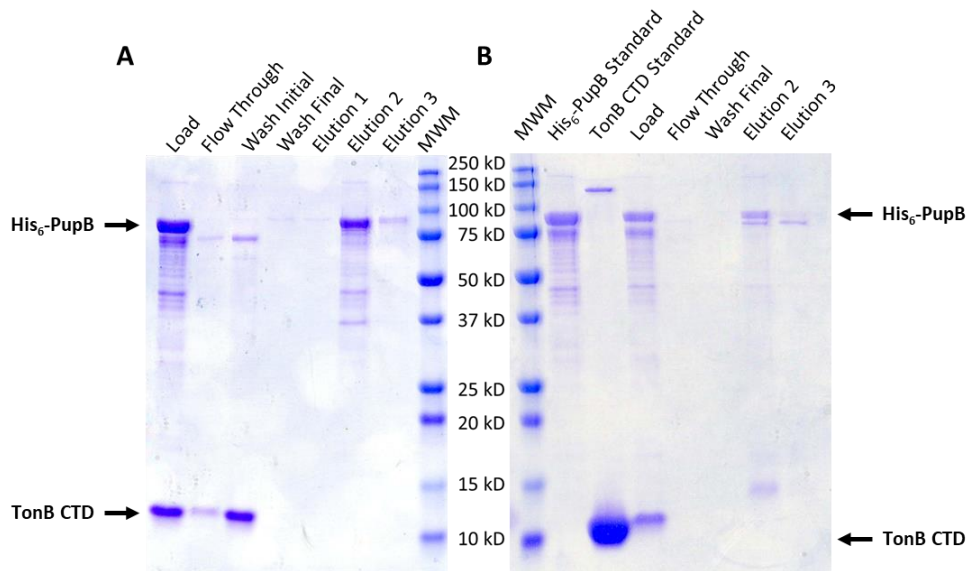 A
Load
Flow Through
Wash Initial
Wash Final
Elution 1
Elution 2
Elution 3
MWM
B
MWM
His₆-PupB Standard
TonB CTD Standard
Load
Flow Through
Wash Final
Elution 2
Elution 3
His₆-PupB
TonB CTD
250 kD
150 kD
100 kD
75 kD
50 kD
37 kD
25 kD
20 kD
15 kD
10 kD
His₆-PupB
TonB CTD